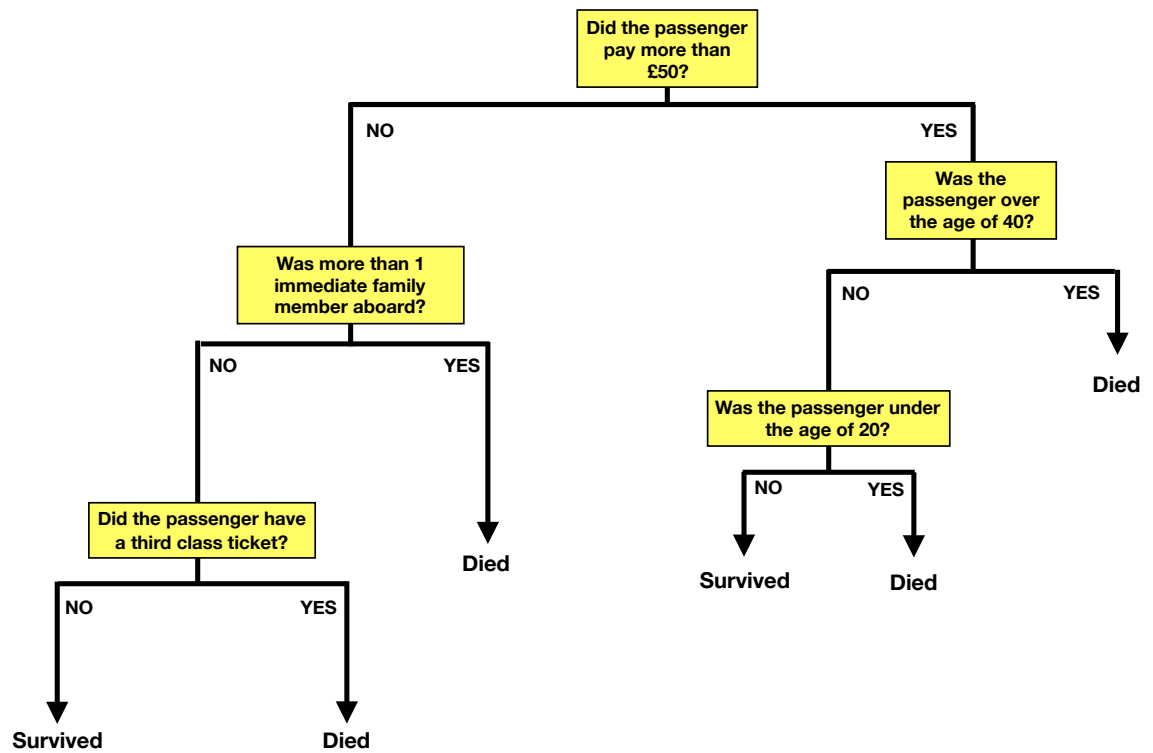 Did the passenger
pay more than
£50?
NO
YES
Was the
passenger over
the age of 40?
Was more than 1
immediate family
member aboard?
NO
YES
NO
YES
Died
Was the passenger under
the age of 20?
NO
YES
Survived
Died
Died
Did the passenger have
a third class ticket?
NO
YES
Survived
Died